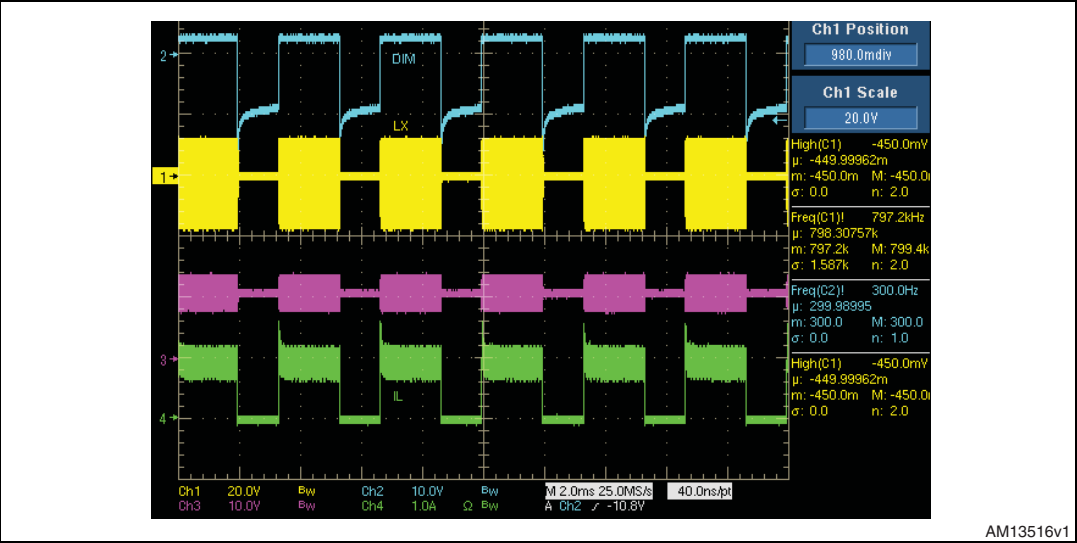 Ch1 Position
980.0mdiv
Ch1 Scale
20.0V
High(C1) -450.0mV
µ: -449.99962m
m: -450.0m M: -450.0
σ: 0.0 n: 2.0
Freq(C1)! 797.2kHz
µ: 798.30757k
m: 797.2k M: 799.4k
σ: 1.587k n: 2.0
Freq(C2)! 300.0Hz
µ: 299.98995
m: 300.0 M: 300.0
σ: 0.0 n: 1.0
High(C1) -450.0mV
µ: -449.99962m
m: -450.0m M: -450.0
σ: 0.0 n: 2.0
2
DIM
LX
1
3
IL
4
Ch1 20.0V Bw Ch2 10.0V Bw M 2.0ms 25.0MS/s 40.0ns/pt
Ch3 10.0V Bw Ch4 1.0A Ω Bw A Ch2 ∕ -10.8V
AM13516v1